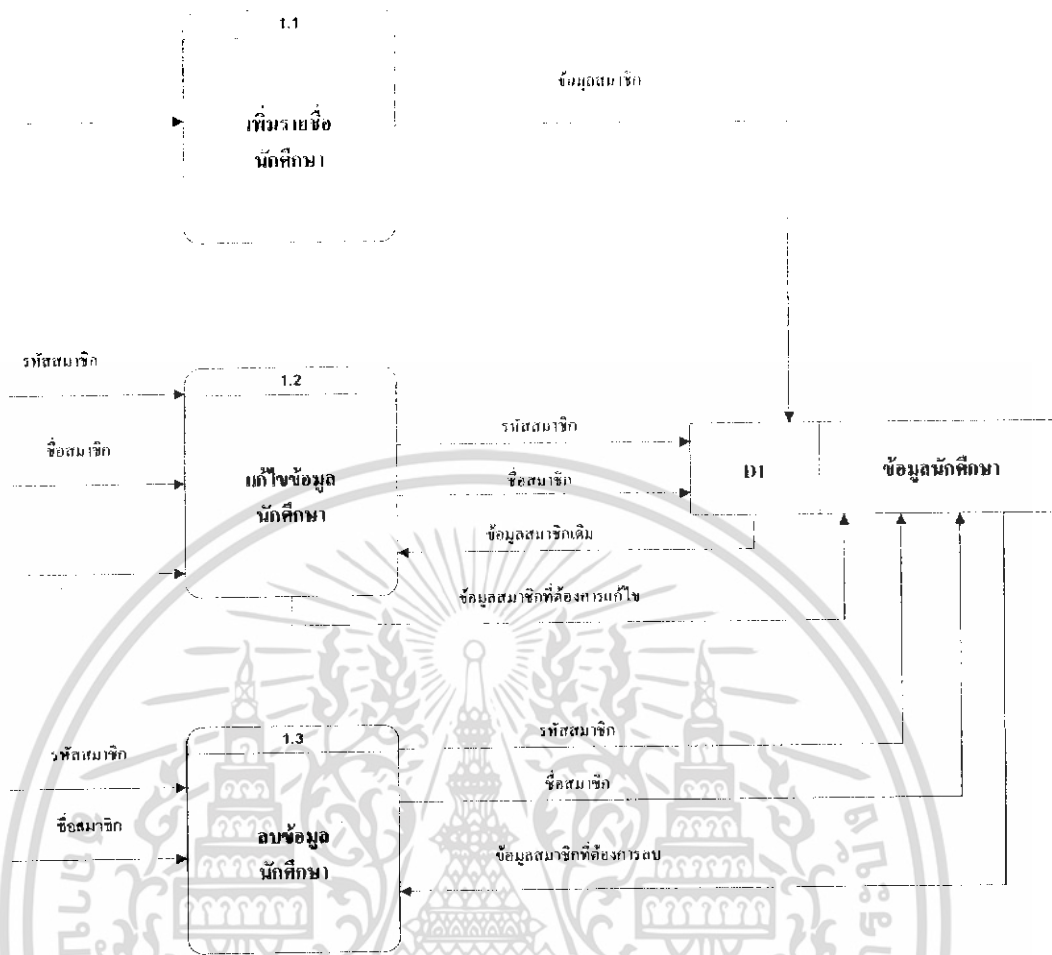 1.1
ข้อมูลสมาชิก
เพิ่มรายชื่อ
นักศึกษา
รหัสสมาชิก
1.2
รหัสสมาชิก
ชื่อสมาชิก
D1
ข้อมูลนักศึกษา
แก้ไขข้อมูล
นักศึกษา
ชื่อสมาชิก
ข้อมูลสมาชิกเดิม
ข้อมูลสมาชิกที่ต้องการแก้ไข
1.3
รหัสสมาชิก
รหัสสมาชิก
ชื่อสมาชิก
ชื่อสมาชิก
ลบข้อมูล
นักศึกษา
ข้อมูลสมาชิกที่ต้องการลบ